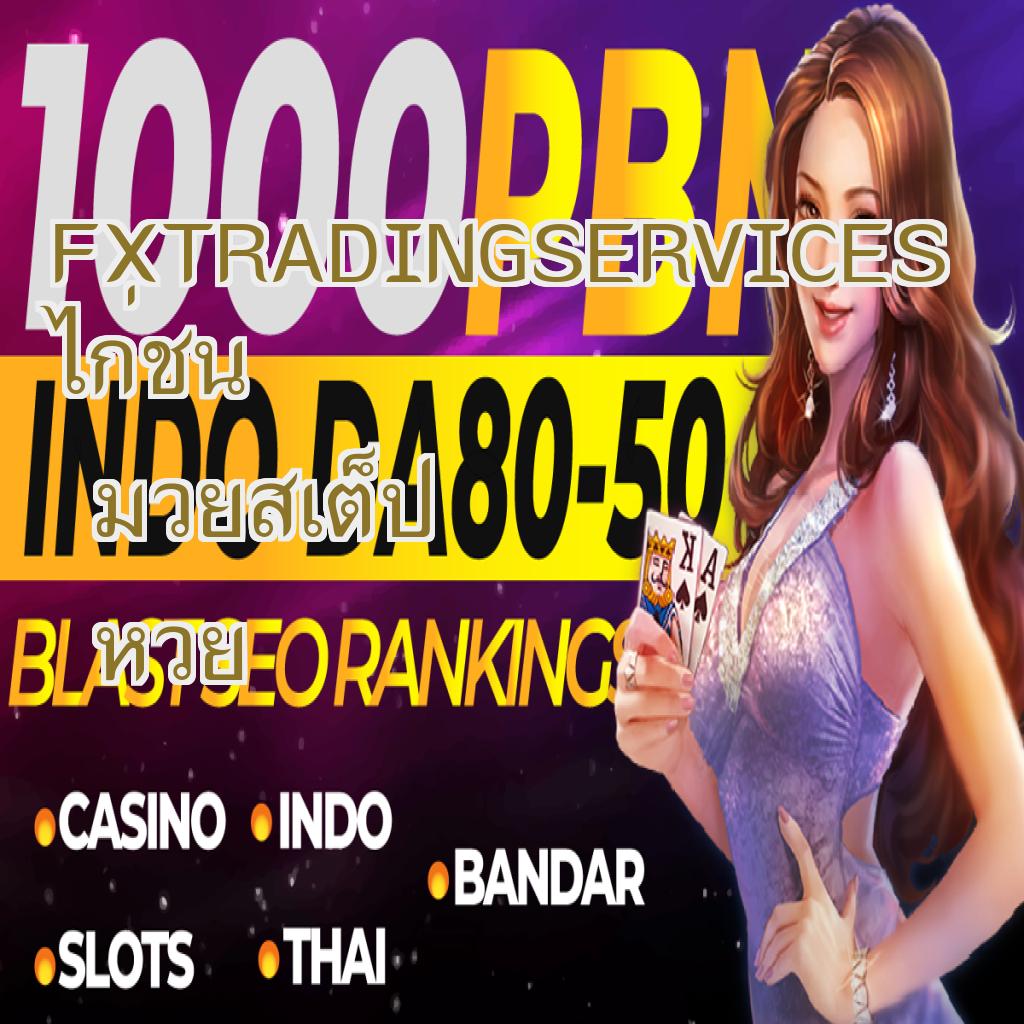 1000PBN
FXTRADINGSERVICES
ไก่ชน
INDO DA80-50
มวยสเต็ป
BLAST SEO RANKINGS
หวย
CASINO
INDO
BANDAR
SLOTS
THAI
K
A